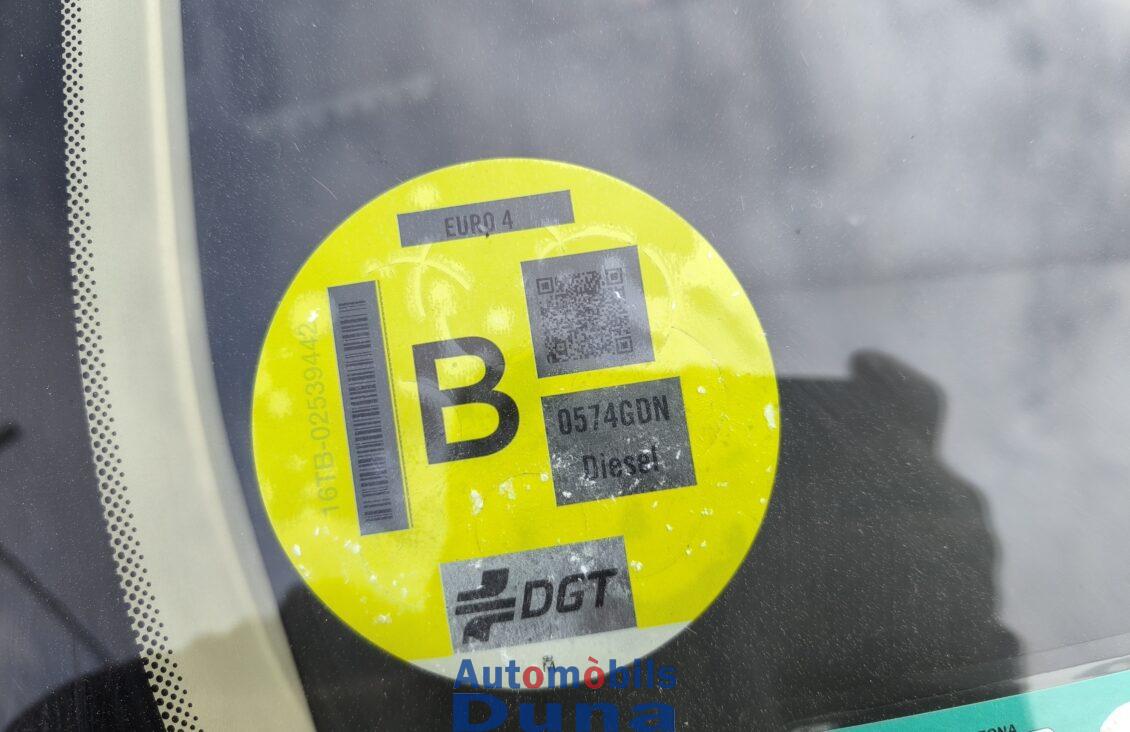 EURO 4
16TB-02539442
B
0574GDN
Diesel
DGT
Automòbils
Duna